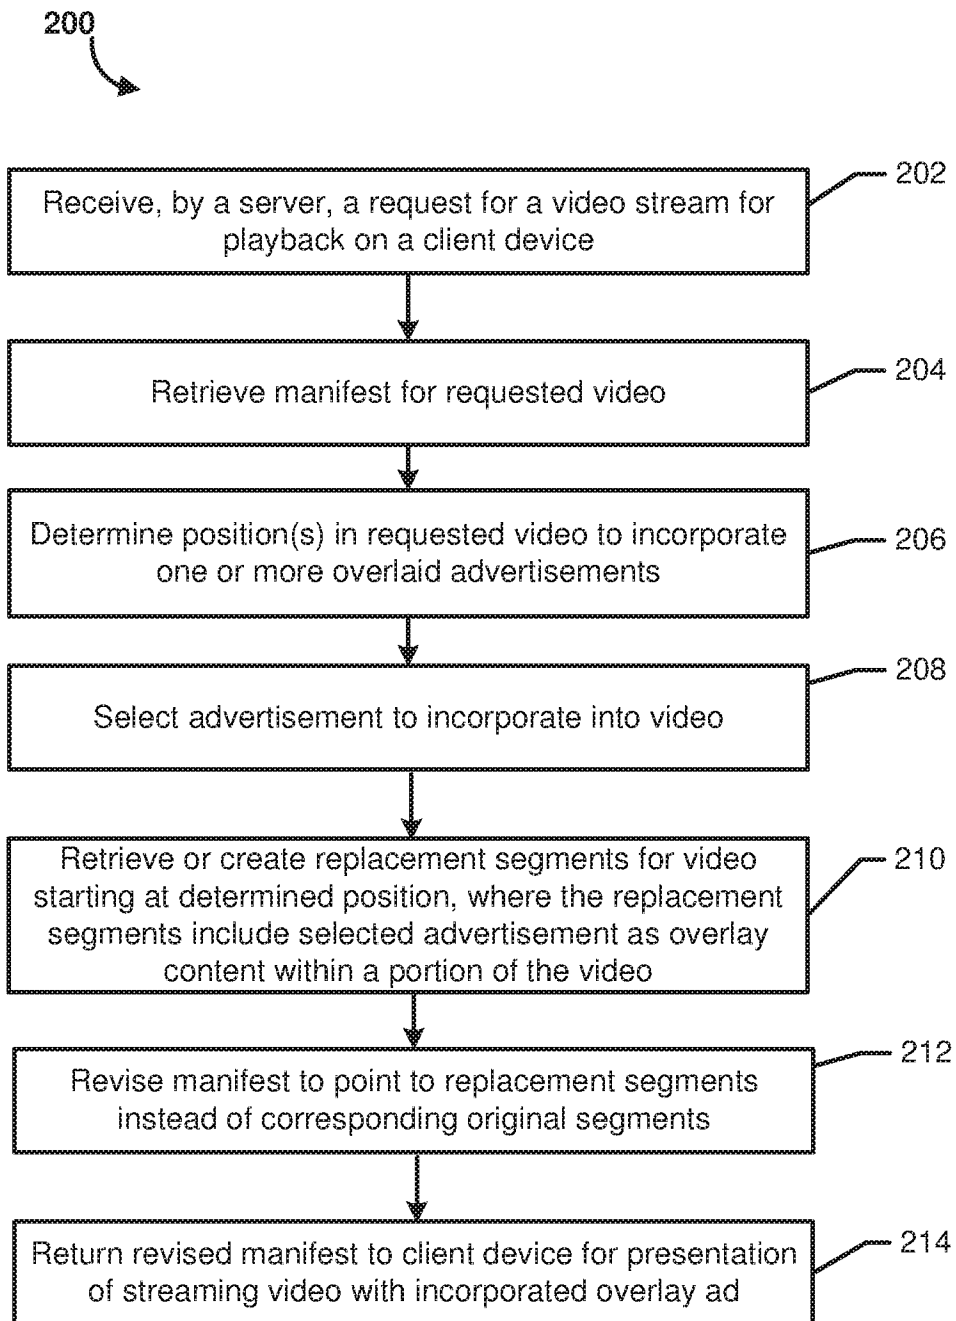 200
202
Receive, by a server, a request for a video stream for
playback on a client device
204
Retrieve manifest for requested video
Determine position(s) in requested video to incorporate
one or more overlaid advertisements
206
208
Select advertisement to incorporate into video
Retrieve or create replacement segments for video
starting at determined position, where the replacement
segments include selected advertisement as overlay
content within a portion of the video
210
212
Revise manifest to point to replacement segments
instead of corresponding original segments
214
Return revised manifest to client device for presentation
of streaming video with incorporated overlay ad